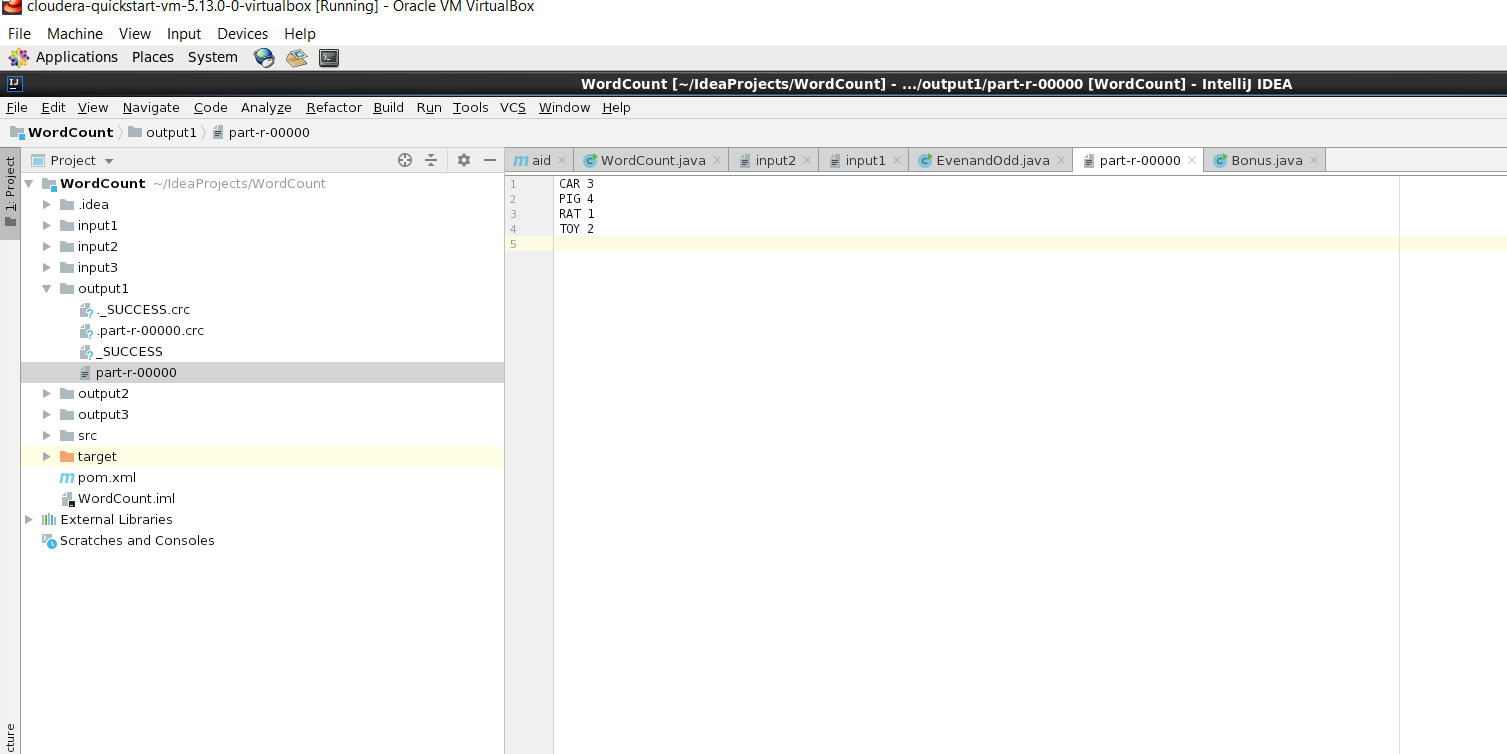 cloudera-quickstart-vm-5.13.0-0-virtualbox [Running] - Oracle VM VirtualBox
File Machine View Input Devices Help
Applications Places System
WordCount [~/IdeaProjects/WordCount] - .../output1/part-r-00000 [WordCount] - IntelliJ IDEA
File Edit View Navigate Code Analyze Refactor Build Run Tools VCS Window Help
WordCount output1 part-r-00000
1: Project
Project
aid WordCount.java input2 input1 EvenandOdd.java part-r-00000 Bonus.java
WordCount ~/IdeaProjects/WordCount
.idea
input1
input2
input3
output1
._SUCCESS.crc
.part-r-00000.crc
_SUCCESS
part-r-00000
output2
output3
src
target
pom.xml
WordCount.iml
External Libraries
Scratches and Consoles
1 CAR 3
2 PIG 4
3 RAT 1
4 TOY 2
5
cture